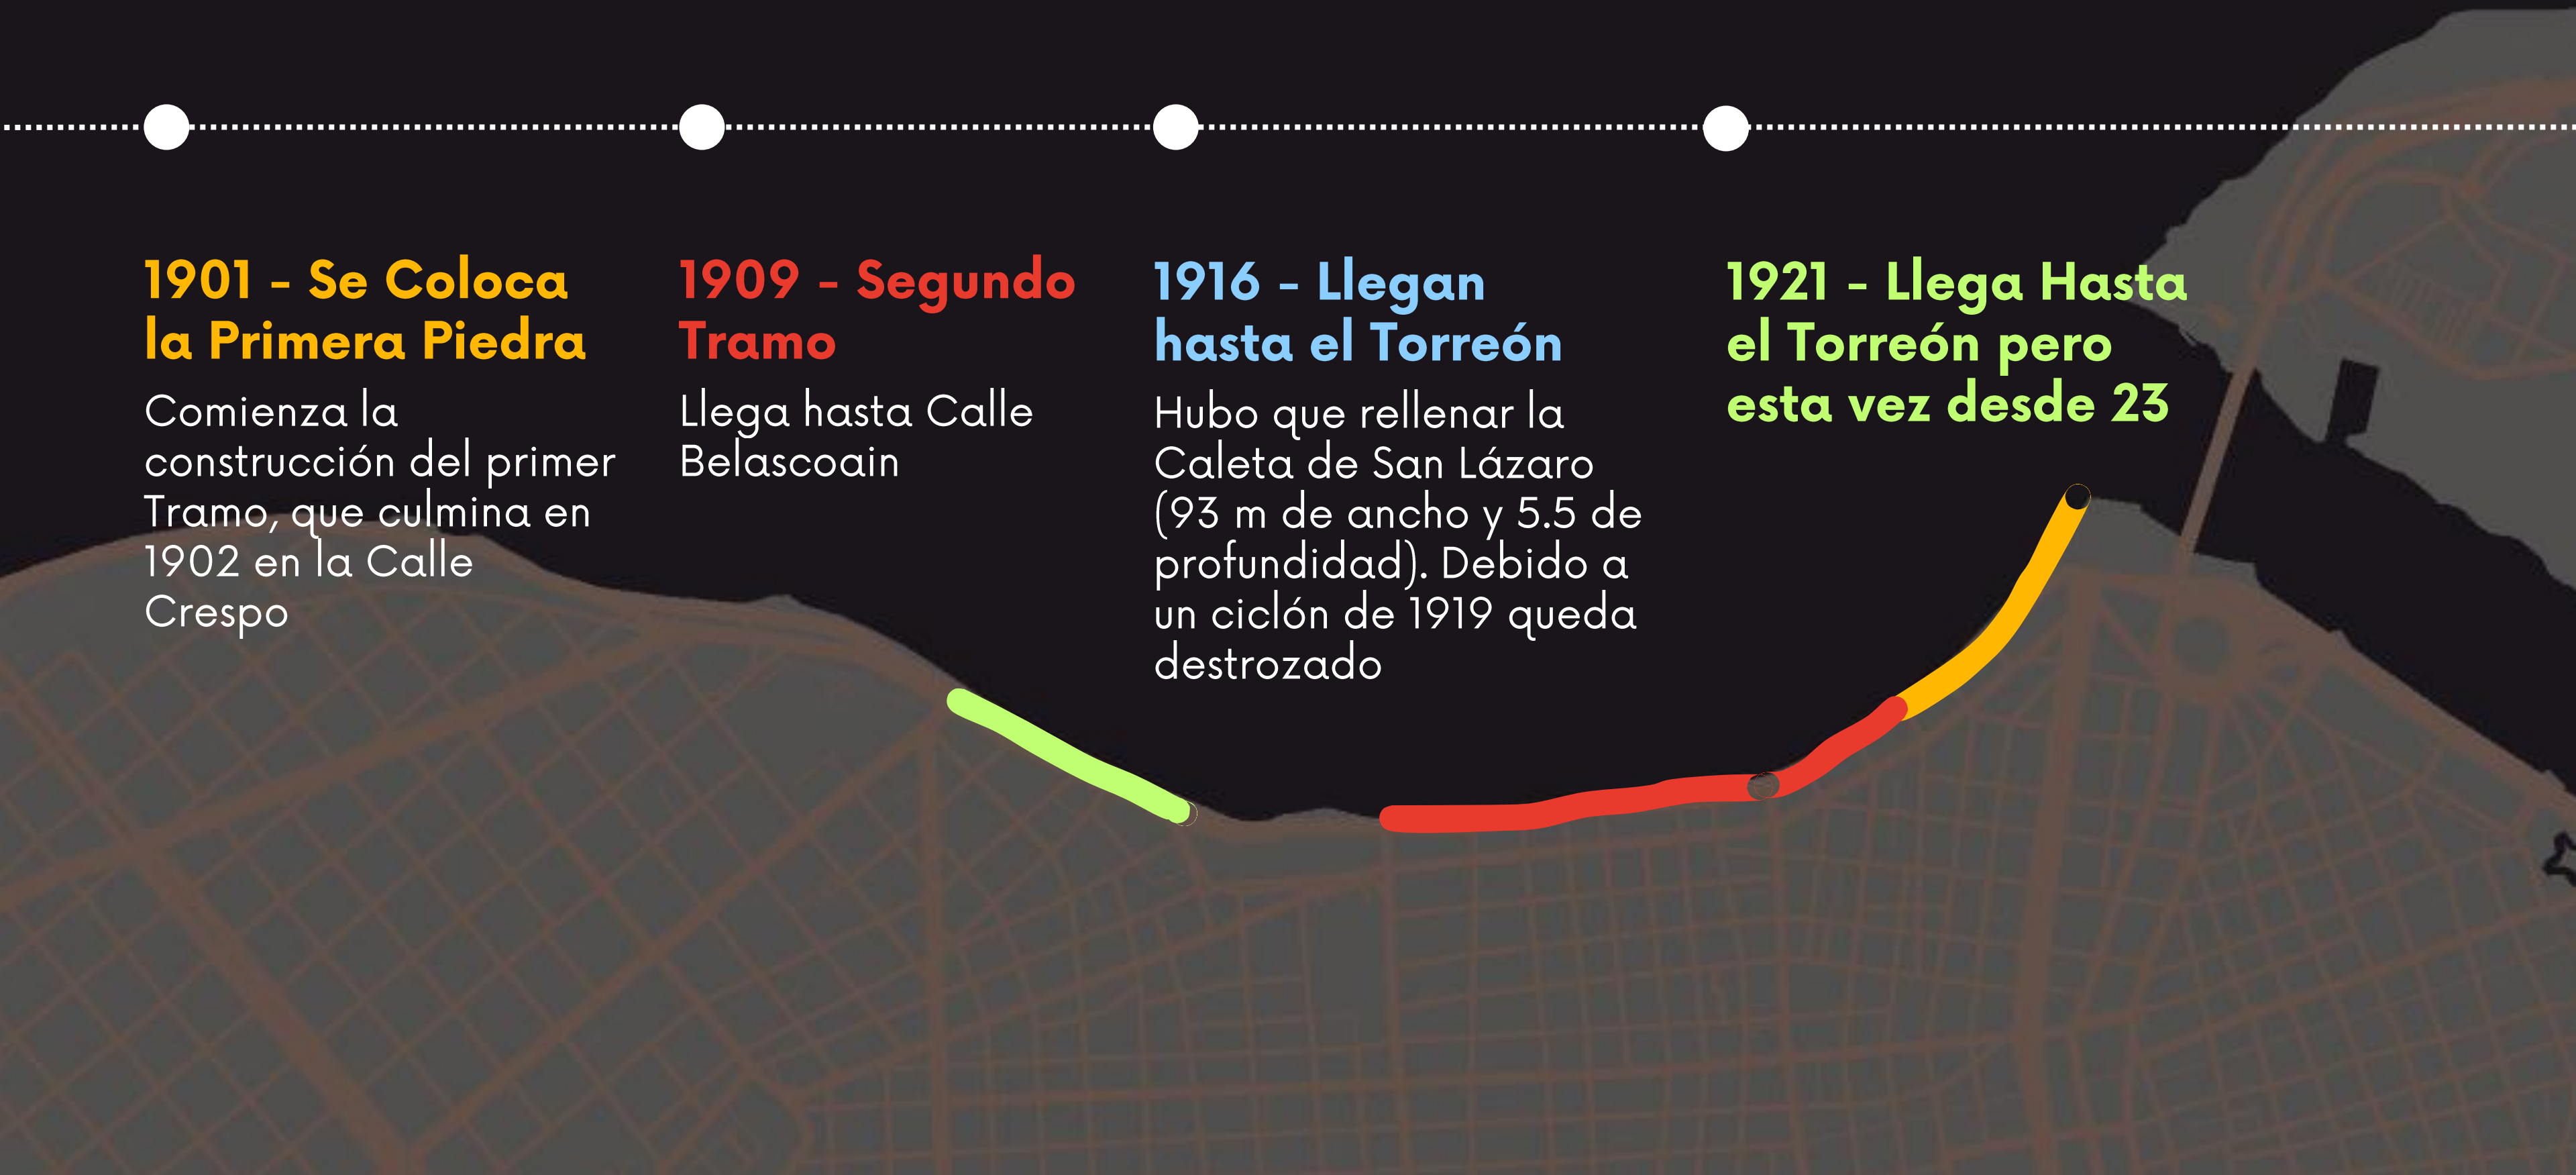 1901 - Se Coloca
la Primera Piedra
Comienza la
construcción del primer
Tramo, que culmina en
1902 en la Calle
Crespo
1909 - Segundo
Tramo
Llega hasta Calle
Belascoain
1916 - Llegan
hasta el Torreón
Hubo que rellenar la
Caleta de San Lázaro
(93 m de ancho y 5.5 de
profundidad). Debido a
un ciclón de 1919 queda
destrozado
1921 - Llega Hasta
el Torreón pero
esta vez desde 23